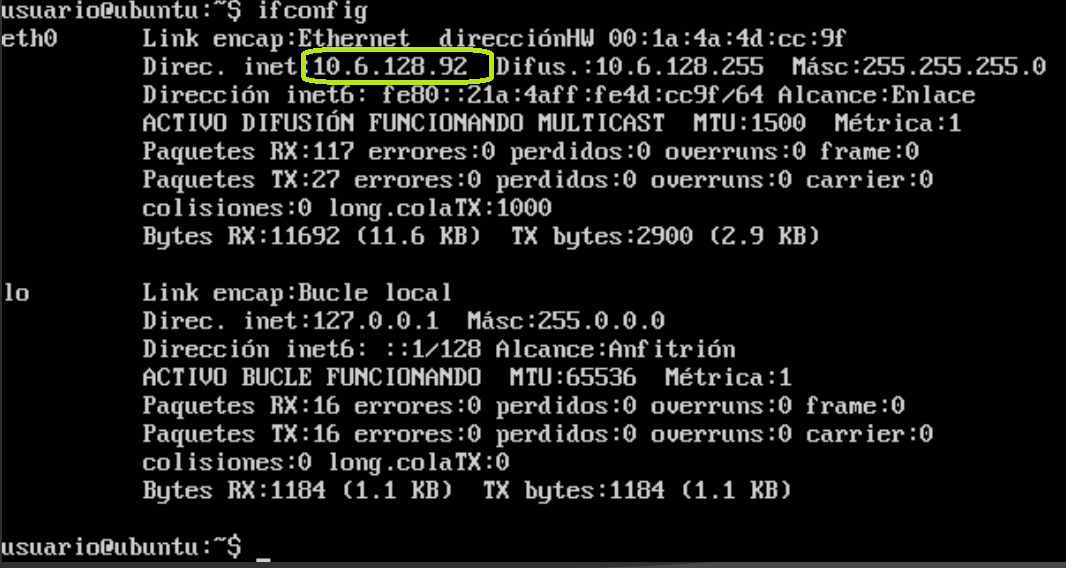 usuario@ubuntu:~$ ifconfig
eth0 Link encap:Ethernet direcciónHW 00:1a:4a:4d:cc:9f
Direc. inet:10.6.128.92 Difus.:10.6.128.255 Másc:255.255.255.0
Dirección inet6: fe80::21a:4aff:fe4d:cc9f/64 Alcance:Enlace
ACTIVO DIFUSIÓN FUNCIONANDO MULTICAST MTU:1500 Métrica:1
Paquetes RX:117 errores:0 perdidos:0 overruns:0 frame:0
Paquetes TX:27 errores:0 perdidos:0 overruns:0 carrier:0
colisiones:0 long.colaTX:1000
Bytes RX:11692 (11.6 KB) TX bytes:2900 (2.9 KB)
lo Link encap:Bucle local
Direc. inet:127.0.0.1 Másc:255.0.0.0
Dirección inet6: ::1/128 Alcance:Anfitrión
ACTIVO BUCLE FUNCIONANDO MTU:65536 Métrica:1
Paquetes RX:16 errores:0 perdidos:0 overruns:0 frame:0
Paquetes TX:16 errores:0 perdidos:0 overruns:0 carrier:0
colisiones:0 long.colaTX:0
Bytes RX:1184 (1.1 KB) TX bytes:1184 (1.1 KB)
usuario@ubuntu:~$ _